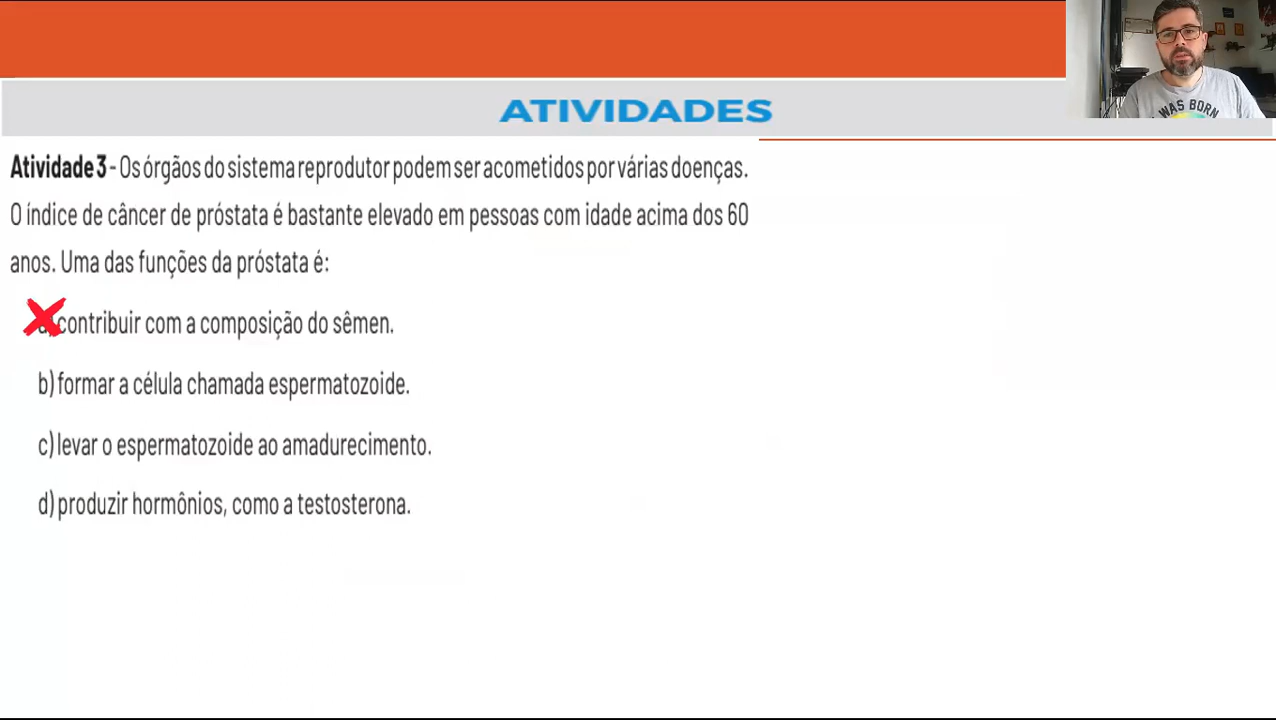 WAS BORN
ATIVIDADES
Atividade 3 - Os órgãos do sistema reprodutor podem ser acometidos por várias doenças.
O índice de câncer de próstata é bastante elevado em pessoas com idade acima dos 60
anos. Uma das funções da próstata é:
contribuir com a composição do sêmen.
b) formar a célula chamada espermatozoide.
c) levar o espermatozoide ao amadurecimento.
d) produzir hormônios, como a testosterona.